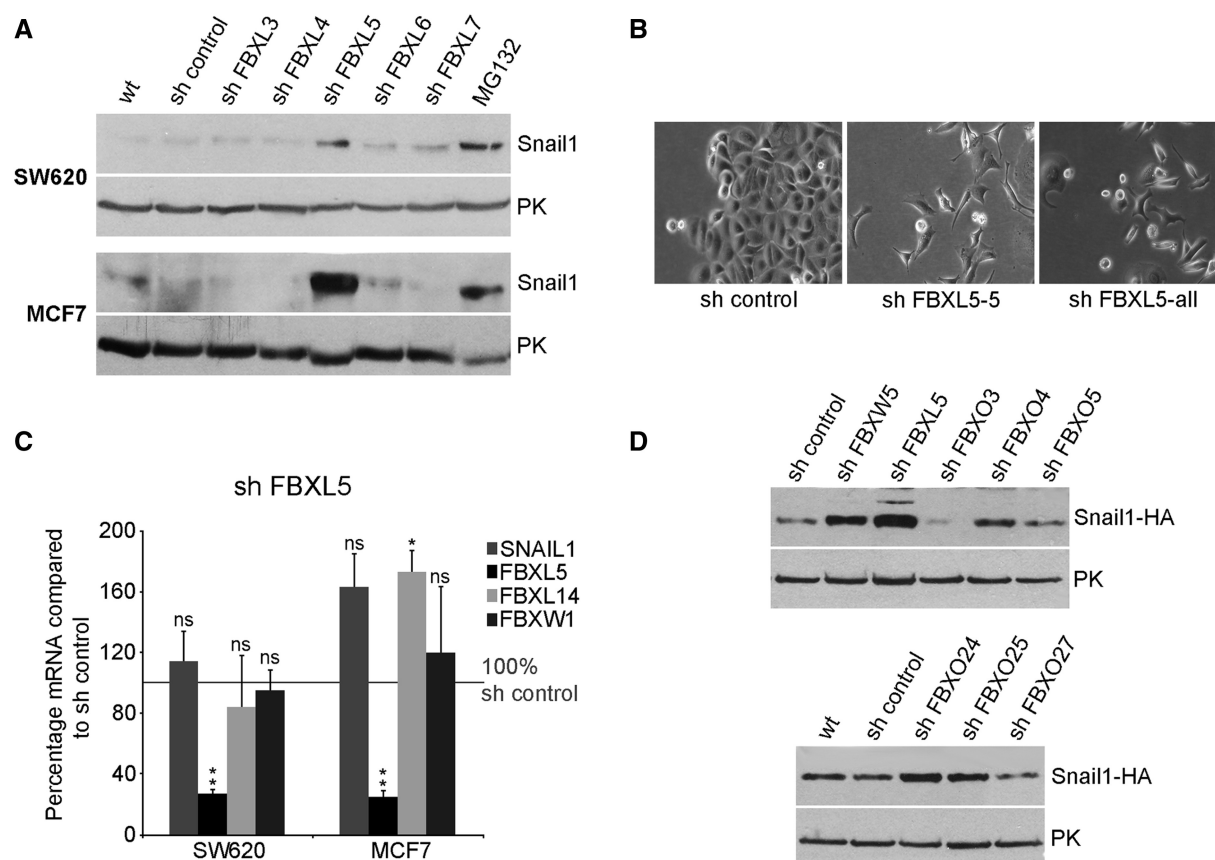 A
wt
sh control
sh FBXL3
sh FBXL4
sh FBXL5
sh FBXL6
sh FBXL7
MG132
SW620
Snail1
PK
MCF7
Snail1
PK
B
sh control
sh FBXL5-5
sh FBXL5-all
C
sh FBXL5
Percentage mRNA compared
to sh control
200
160
120
80
40
0
ns
**
ns
ns
ns
**
*
ns
SNAIL1
FBXL5
FBXL14
FBXW1
100%
sh control
SW620
MCF7
D
sh control
sh FBXW5
sh FBXL5
sh FBXO3
sh FBXO4
sh FBXO5
Snail1-HA
PK
wt
sh control
sh FBXO24
sh FBXO25
sh FBXO27
Snail1-HA
PK